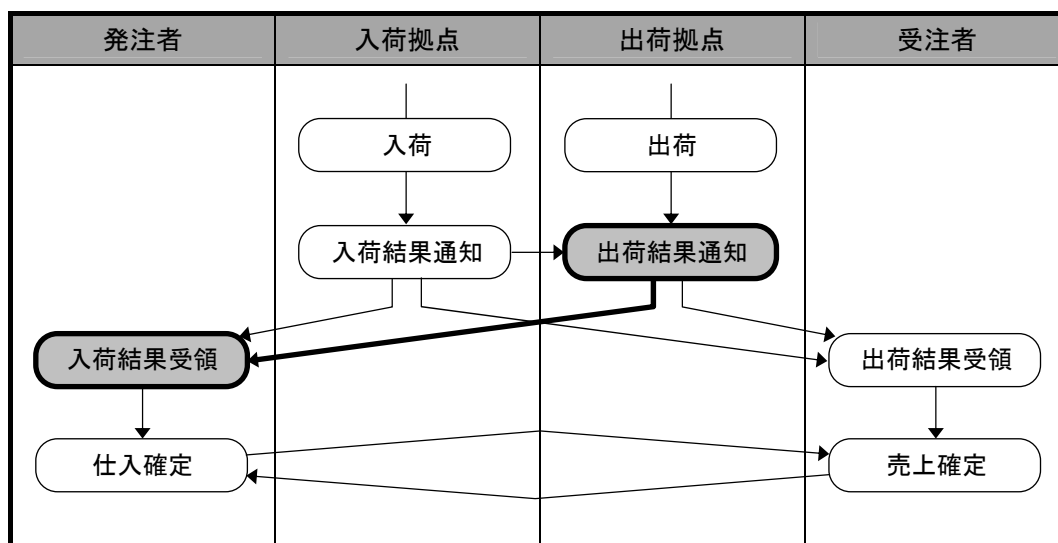 発注者
入荷拠点
出荷拠点
受注者
入荷
出荷
入荷結果通知
出荷結果通知
入荷結果受領
出荷結果受領
仕入確定
売上確定